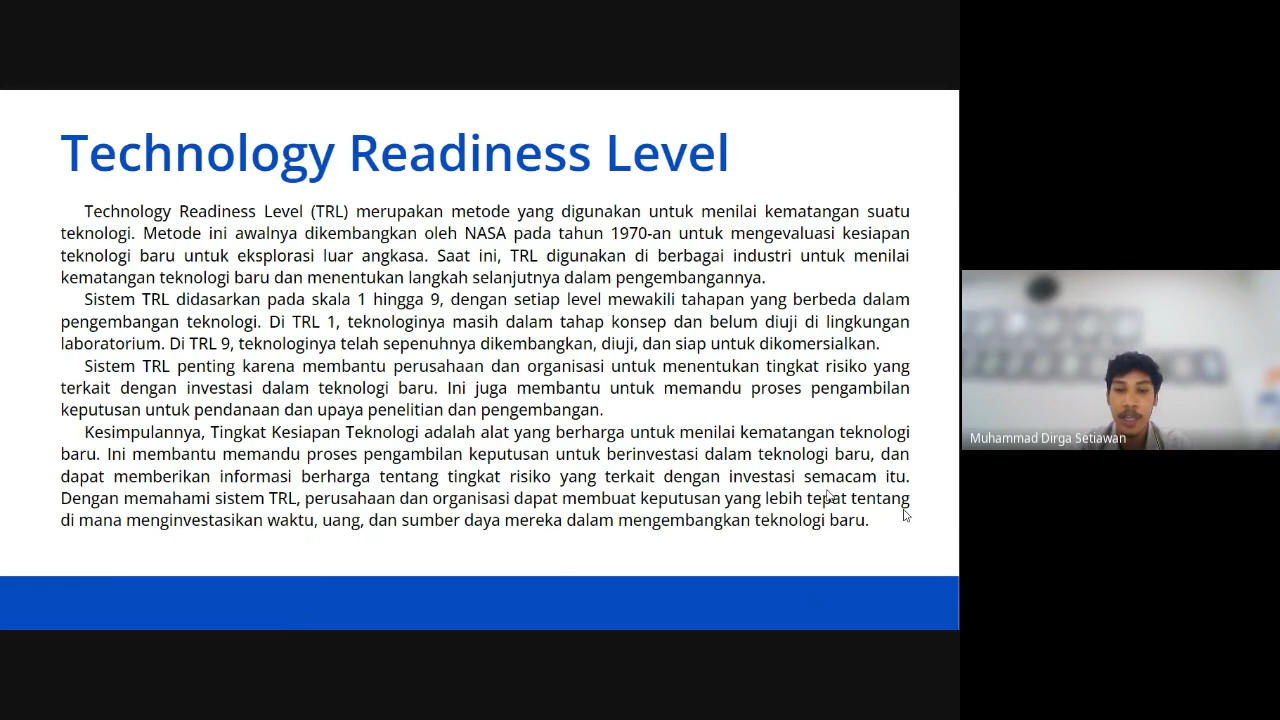 Technology Readiness Level
Technology Readiness Level (TRL) merupakan metode yang digunakan untuk menilai kematangan suatu
teknologi. Metode ini awalnya dikembangkan oleh NASA pada tahun 1970-an untuk mengevaluasi kesiapan
teknologi baru untuk eksplorasi luar angkasa. Saat ini, TRL digunakan di berbagai industri untuk menilai
kematangan teknologi baru dan menentukan langkah selanjutnya dalam pengembangannya.
Sistem TRL didasarkan pada skala 1 hingga 9, dengan setiap level mewakili tahapan yang berbeda dalam
pengembangan teknologi. Di TRL 1, teknologinya masih dalam tahap konsep dan belum diuji di lingkungan
laboratorium. Di TRL 9, teknologinya telah sepenuhnya dikembangkan, diuji, dan siap untuk dikomersialkan.
Sistem TRL penting karena membantu perusahaan dan organisasi untuk menentukan tingkat risiko yang
terkait dengan investasi dalam teknologi baru. Ini juga membantu untuk memandu proses pengambilan
keputusan untuk pendanaan dan upaya penelitian dan pengembangan.
Kesimpulannya, Tingkat Kesiapan Teknologi adalah alat yang berharga untuk menilai kematangan teknologi
baru. Ini membantu memandu proses pengambilan keputusan untuk berinvestasi dalam teknologi baru, dan
dapat memberikan informasi berharga tentang tingkat risiko yang terkait dengan investasi semacam itu.
Dengan memahami sistem TRL, perusahaan dan organisasi dapat membuat keputusan yang lebih tepat tentang
di mana menginvestasikan waktu, uang, dan sumber daya mereka dalam mengembangkan teknologi baru.
Muhammad Dirga Setiawan